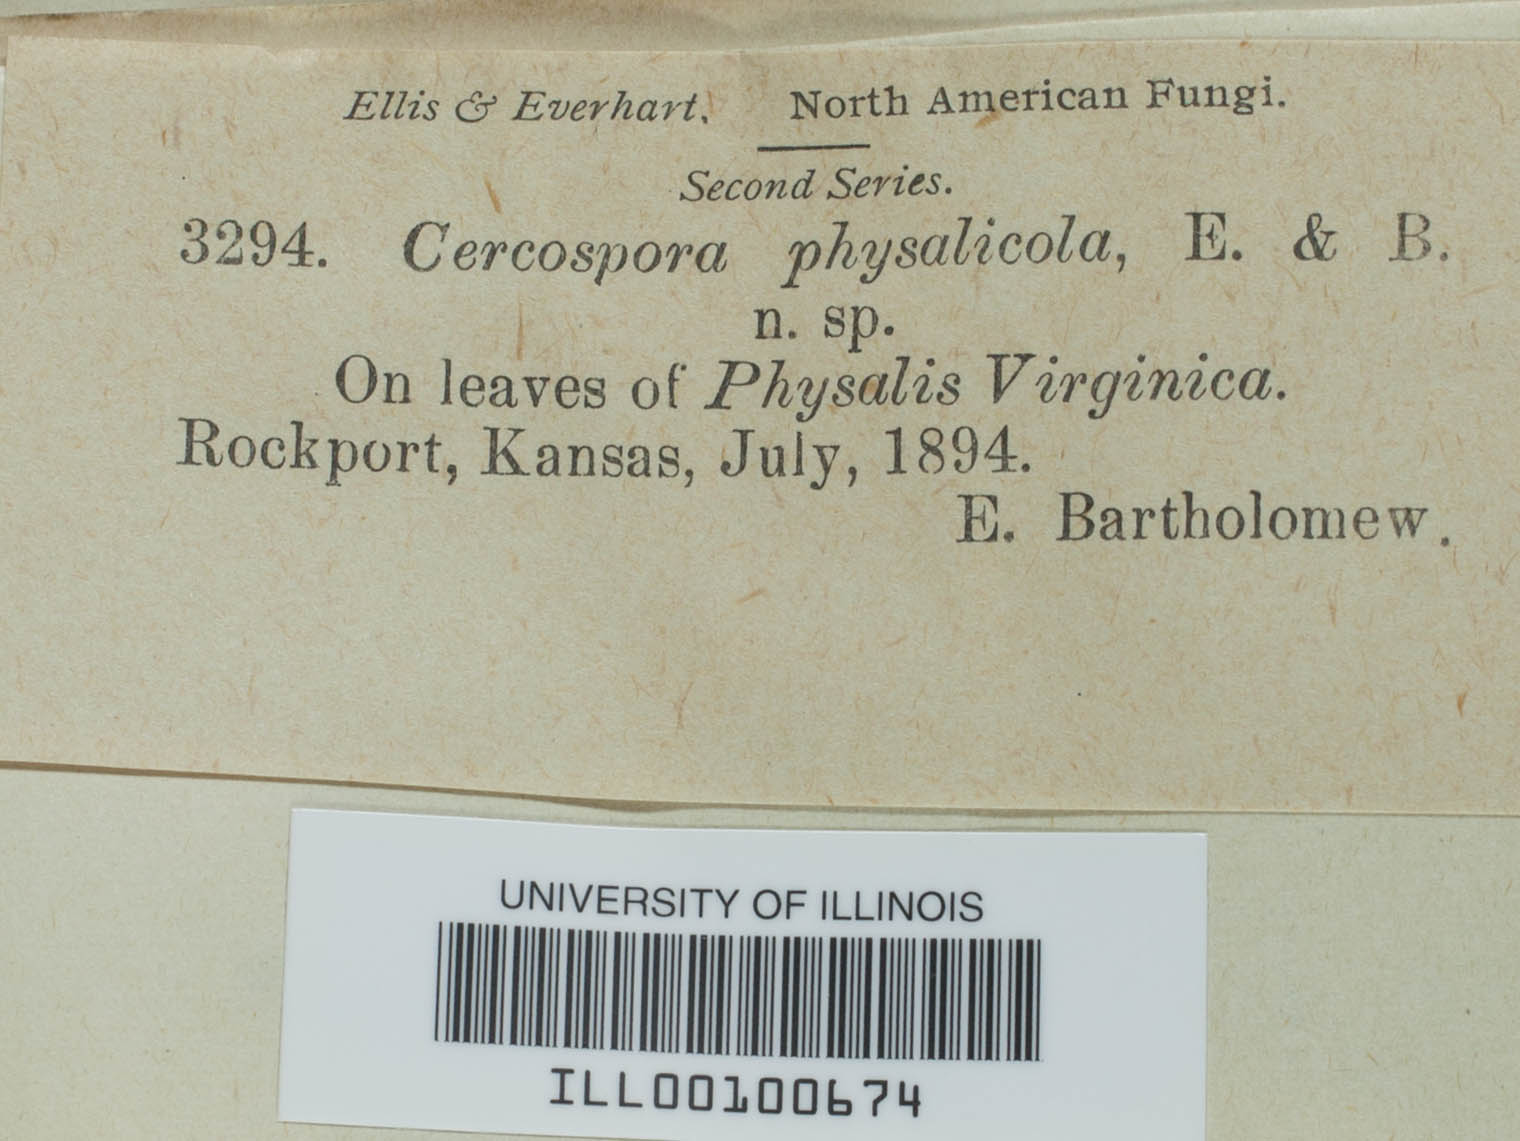 Ellis & Everhart. North American Fungi.
Second Series.
3294. Cercospora physalicola, E. & B.
n. sp.
On leaves of Physalis Virginica.
Rockport, Kansas, July, 1894.
E. Bartholomew.
UNIVERSITY OF ILLINOIS
ILL00100674